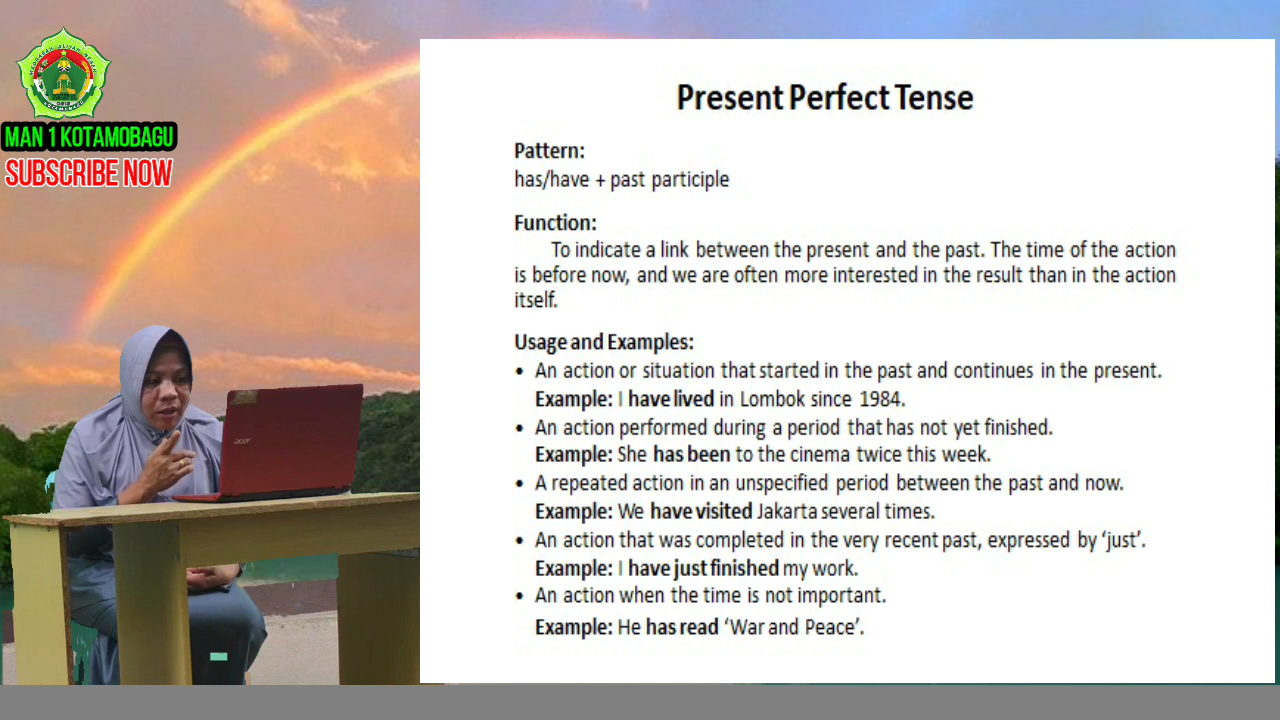 MAN 1 KOTAMOBAGU
SUBSCRIBE NOW
Present Perfect Tense
Pattern:
has/have + past participle
Function:
To indicate a link between the present and the past. The time of the action
is before now, and we are often more interested in the result than in the action
itself.
Usage and Examples:
• An action or situation that started in the past and continues in the present.
Example: I have lived in Lombok since 1984.
• An action performed during a period that has not yet finished.
Example: She has been to the cinema twice this week.
• A repeated action in an unspecified period between the past and now.
Example: We have visited Jakarta several times.
• An action that was completed in the very recent past, expressed by ‘just’.
Example: I have just finished my work.
• An action when the time is not important.
Example: He has read ‘War and Peace’.
acer